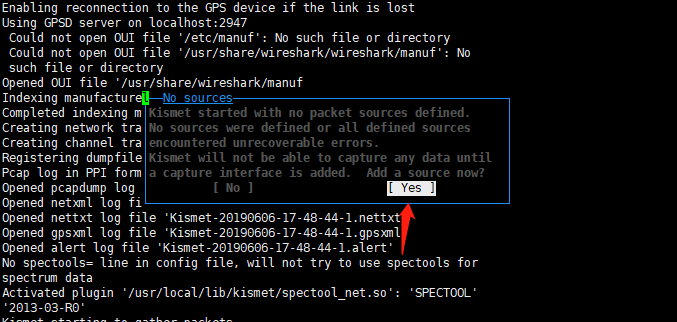 Enabling reconnection to the GPS device if the link is lost
Using GPSD server on localhost:2947
Could not open OUI file '/etc/manuf': No such file or directory
Could not open OUI file '/usr/share/wireshark/wireshark/manuf': No
such file or directory
Opened OUI file '/usr/share/wireshark/manuf
Indexing manufacture
No sources
Completed indexing m
Kismet started with no packet sources defined.
Creating network tra
No sources were defined or all defined sources
Creating channel tra
encountered unrecoverable errors.
Registering dumpfile
Kismet will not be able to capture any data until
Pcap log in PPI form
a capture interface is added.  Add a source now?
Opened pcapdump log
[ No ]
[ Yes ]
Opened netxml log fi
Opened nettxt log file 'Kismet-20190606-17-48-44-1.nettxt
Opened gpsxml log file 'Kismet-20190606-17-48-44-1.gpsxml
Opened alert log file 'Kismet-20190606-17-48-44-1.alert'
No spectools= line in config file, will not try to use spectools for
spectrum data
Activated plugin '/usr/local/lib/kismet/spectool_net.so': 'SPECTOOL'
'2013-03-R0'
Kismet starting to gather packets